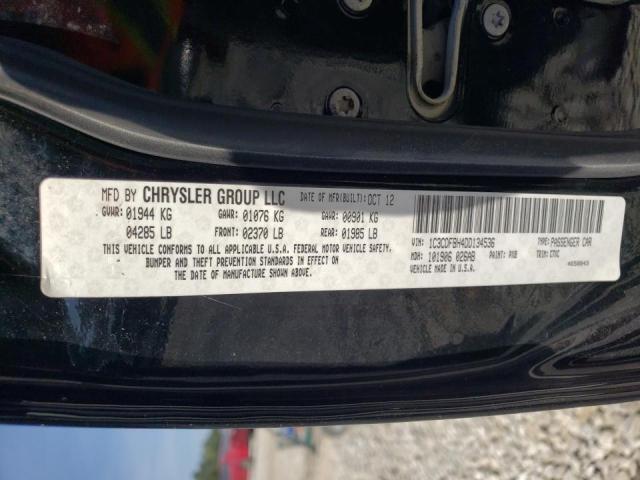 MFD BY CHRYSLER GROUP LLC DATE OF MFR(BUILT):OCT 12
GVWR: 01944 KG GAWR: 01076 KG GAWR: 00901 KG
04285 LB FRONT: 02370 LB REAR: 01985 LB
THIS VEHICLE CONFORMS TO ALL APPLICABLE U.S.A. FEDERAL MOTOR VEHICLE SAFETY,
BUMPER AND THEFT PREVENTION STANDARDS IN EFFECT ON
THE DATE OF MANUFACTURE SHOWN ABOVE.
VIN: 1C3CDFBH4DD134536 TYPE: PASSENGER CAR
MDH: 101906 026AB PAINT: PXB TRIM:
VEHICLE MADE IN U.S.A.